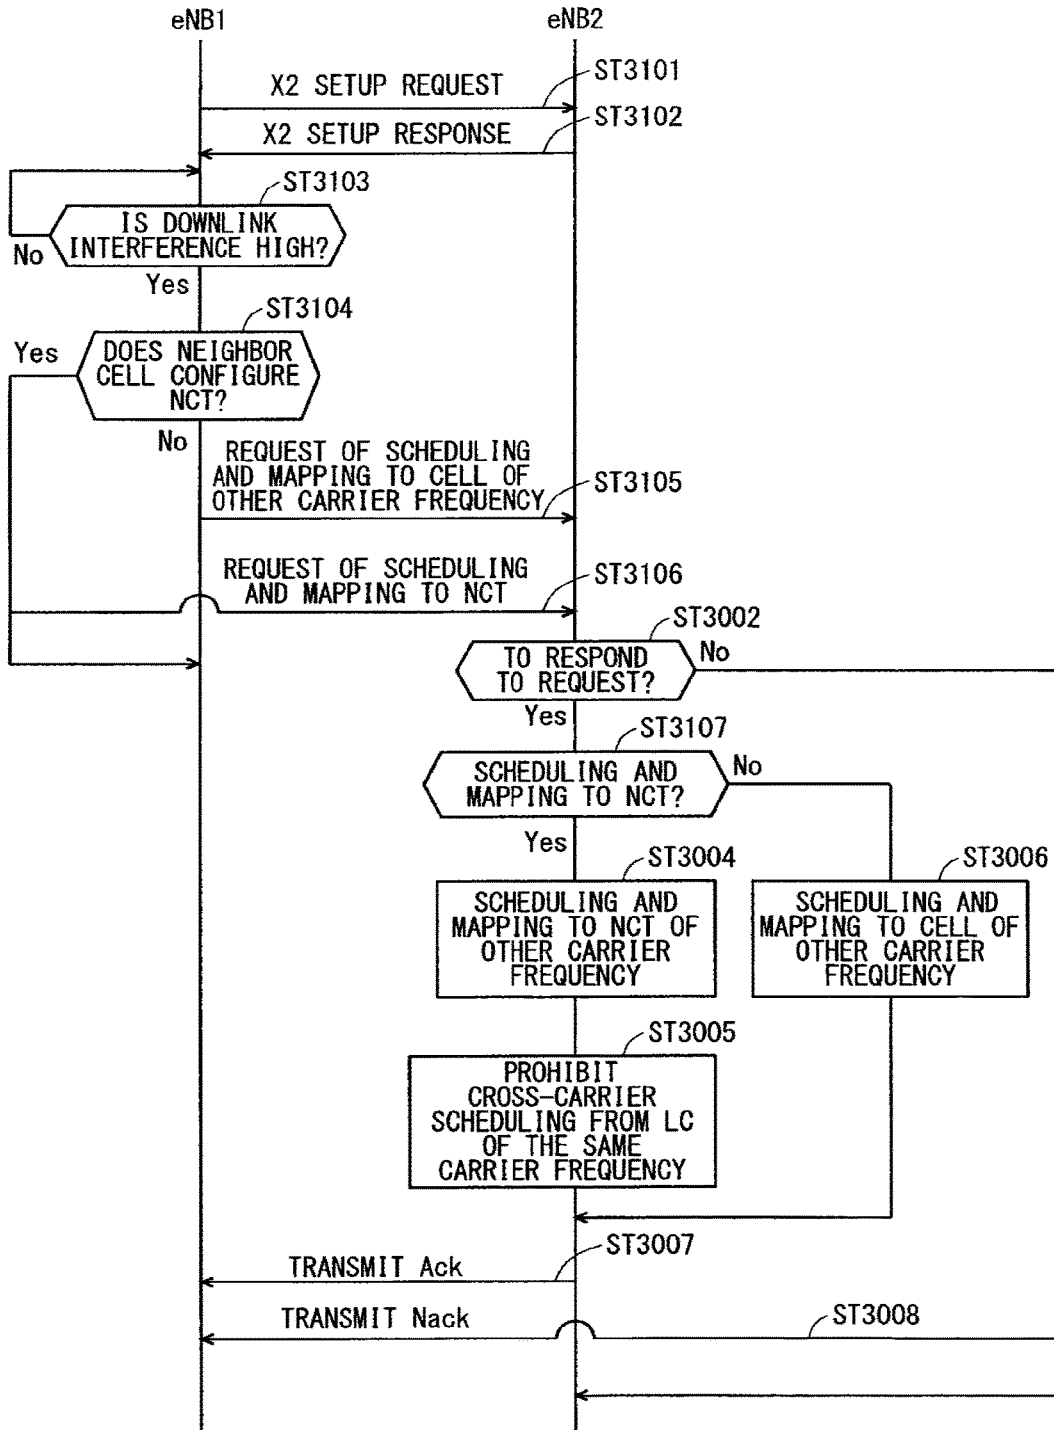 eNB1
eNB2
ST3101
X2 SETUP REQUEST
ST3102
X2 SETUP RESPONSE
ST3103
IS DOWNLINK
INTERFERENCE HIGH?
No
Yes
ST3104
Yes
DOES NEIGHBOR
CELL CONFIGURE
NCT?
No
REQUEST OF SCHEDULING
AND MAPPING TO CELL OF
OTHER CARRIER FREQUENCY
ST3105
REQUEST OF SCHEDULING
AND MAPPING TO NCT
ST3106
ST3002
TO RESPOND
TO REQUEST?
No
Yes
ST3107
SCHEDULING AND
MAPPING TO NCT?
No
Yes
ST3004
SCHEDULING AND
MAPPING TO NCT OF
OTHER CARRIER
FREQUENCY
ST3006
SCHEDULING AND
MAPPING TO CELL OF
OTHER CARRIER
FREQUENCY
ST3005
PROHIBIT
CROSS-CARRIER
SCHEDULING FROM LC
OF THE SAME
CARRIER FREQUENCY
ST3007
TRANSMIT Ack
TRANSMIT Nack
ST3008